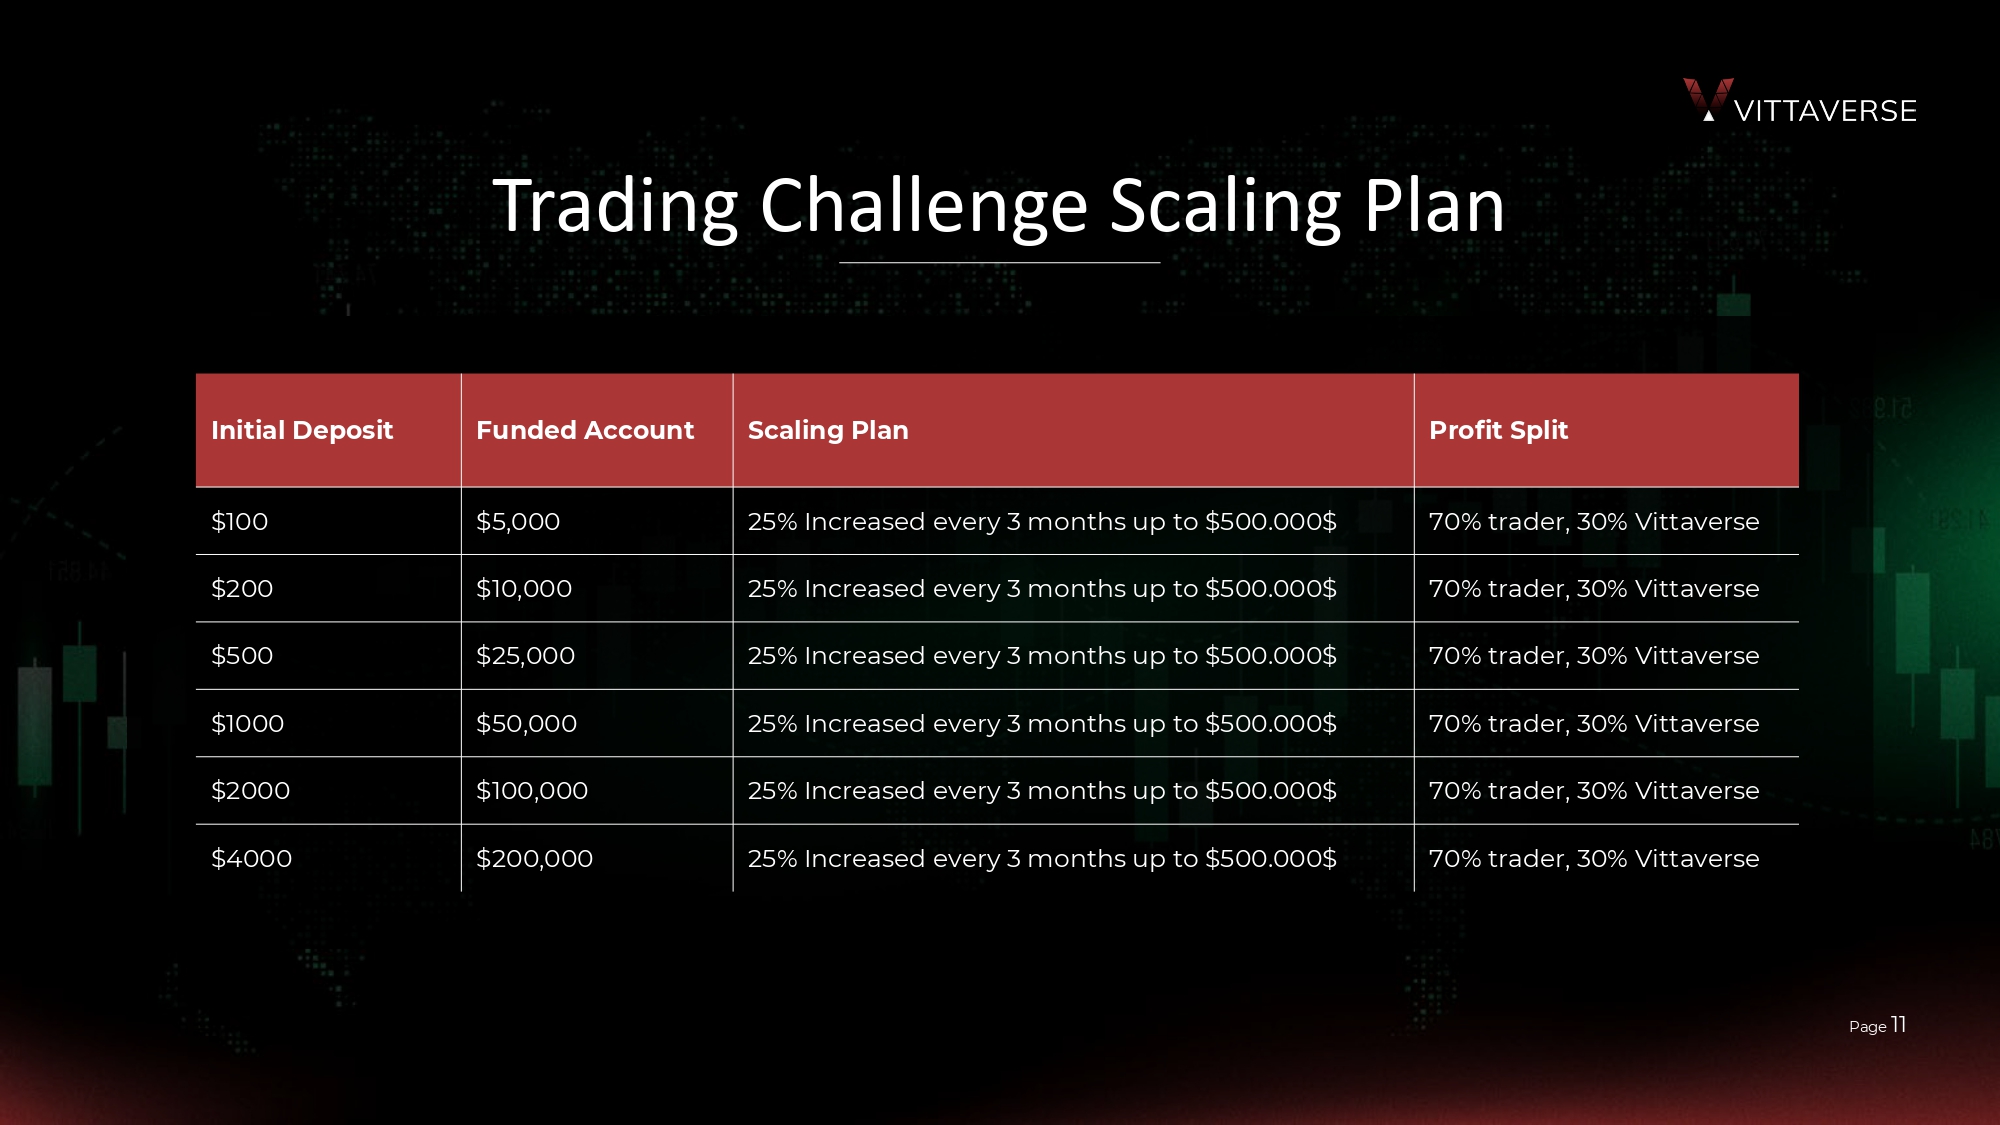 VITTAVERSE
Trading Challenge Scaling Plan
Initial Deposit Funded Account Scaling Plan Profit Split
$100 $5,000 25% Increased every 3 months up to $500.000$ 70% trader, 30% Vittaverse
$200 $10,000 25% Increased every 3 months up to $500.000$ 70% trader, 30% Vittaverse
$500 $25,000 25% Increased every 3 months up to $500.000$ 70% trader, 30% Vittaverse
$1000 $50,000 25% Increased every 3 months up to $500.000$ 70% trader, 30% Vittaverse
$2000 $100,000 25% Increased every 3 months up to $500.000$ 70% trader, 30% Vittaverse
$4000 $200,000 25% Increased every 3 months up to $500.000$ 70% trader, 30% Vittaverse
Page 11